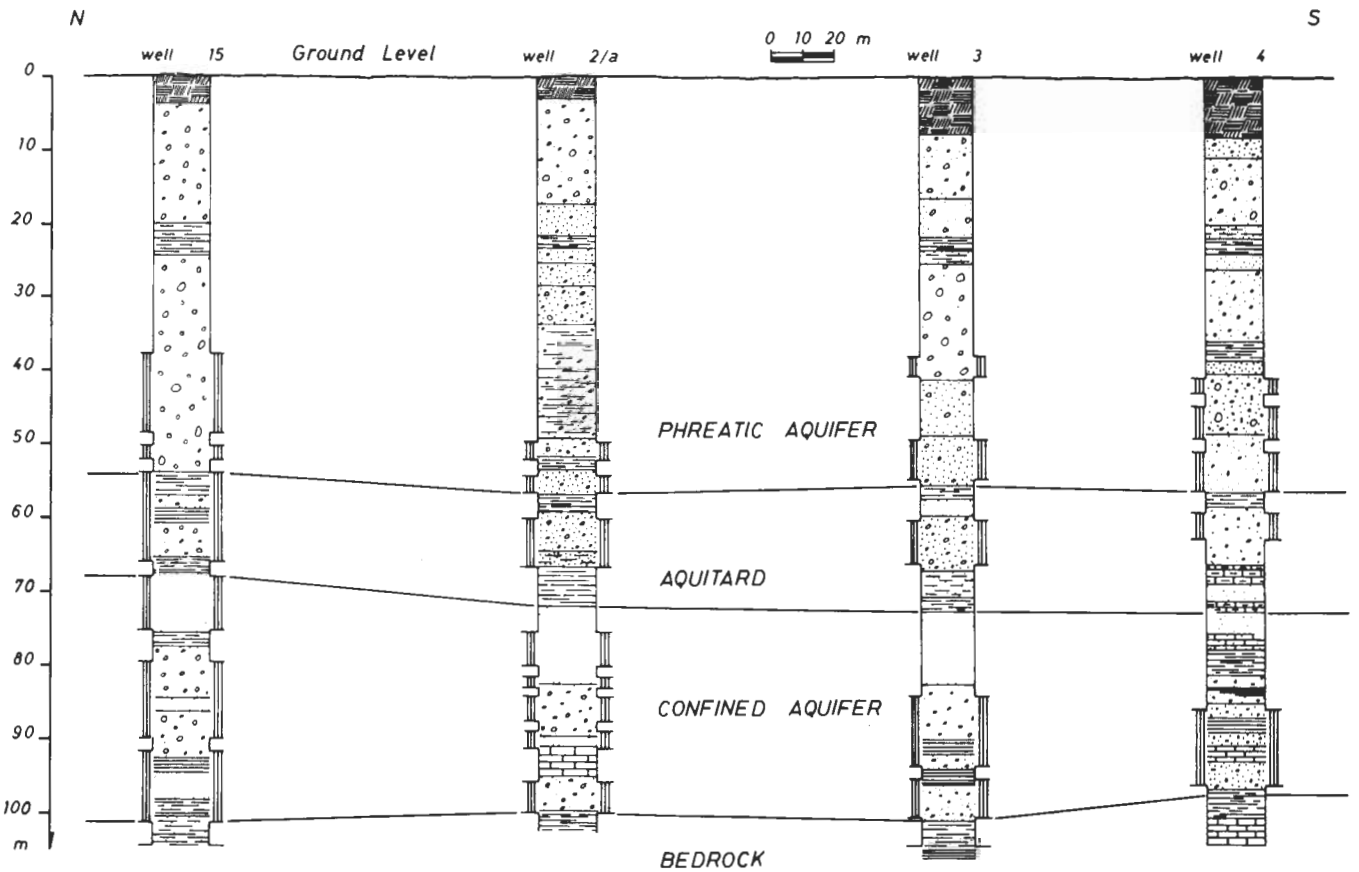 N S
0 10 20 m
well 15 Ground Level well 2/a well 3 well 4
0
10
20
30
40
50
PHREATIC AQUIFER
60
70
AQUITARD
80
CONFINED AQUIFER
90
100
m
BEDROCK